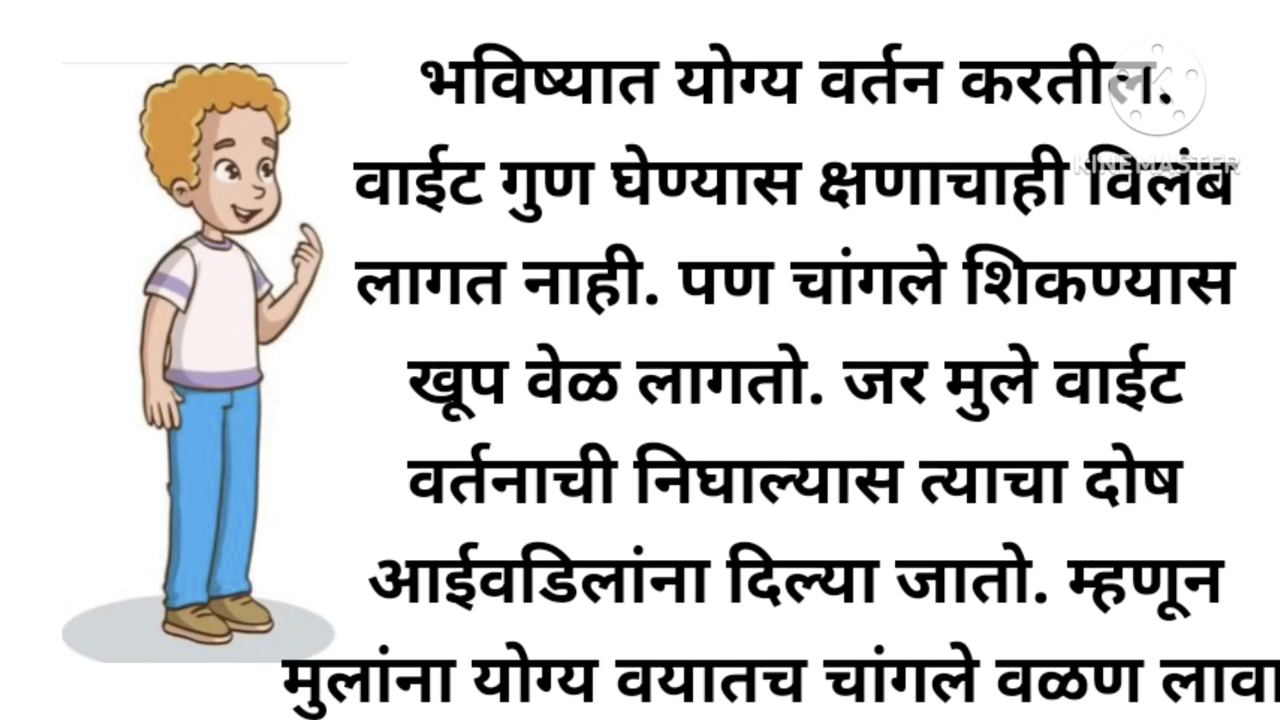 भविष्यात योग्य वर्तन करतील.
KINEMASTER
वाईट गुण घेण्यास क्षणाचाही विलंब
लागत नाही. पण चांगले शिकण्यास
खूप वेळ लागतो. जर मुले वाईट
वर्तनाची निघाल्यास त्याचा दोष
आईवडिलांना दिल्या जातो. म्हणून
मुलांना योग्य वयातच चांगले वळण लावा